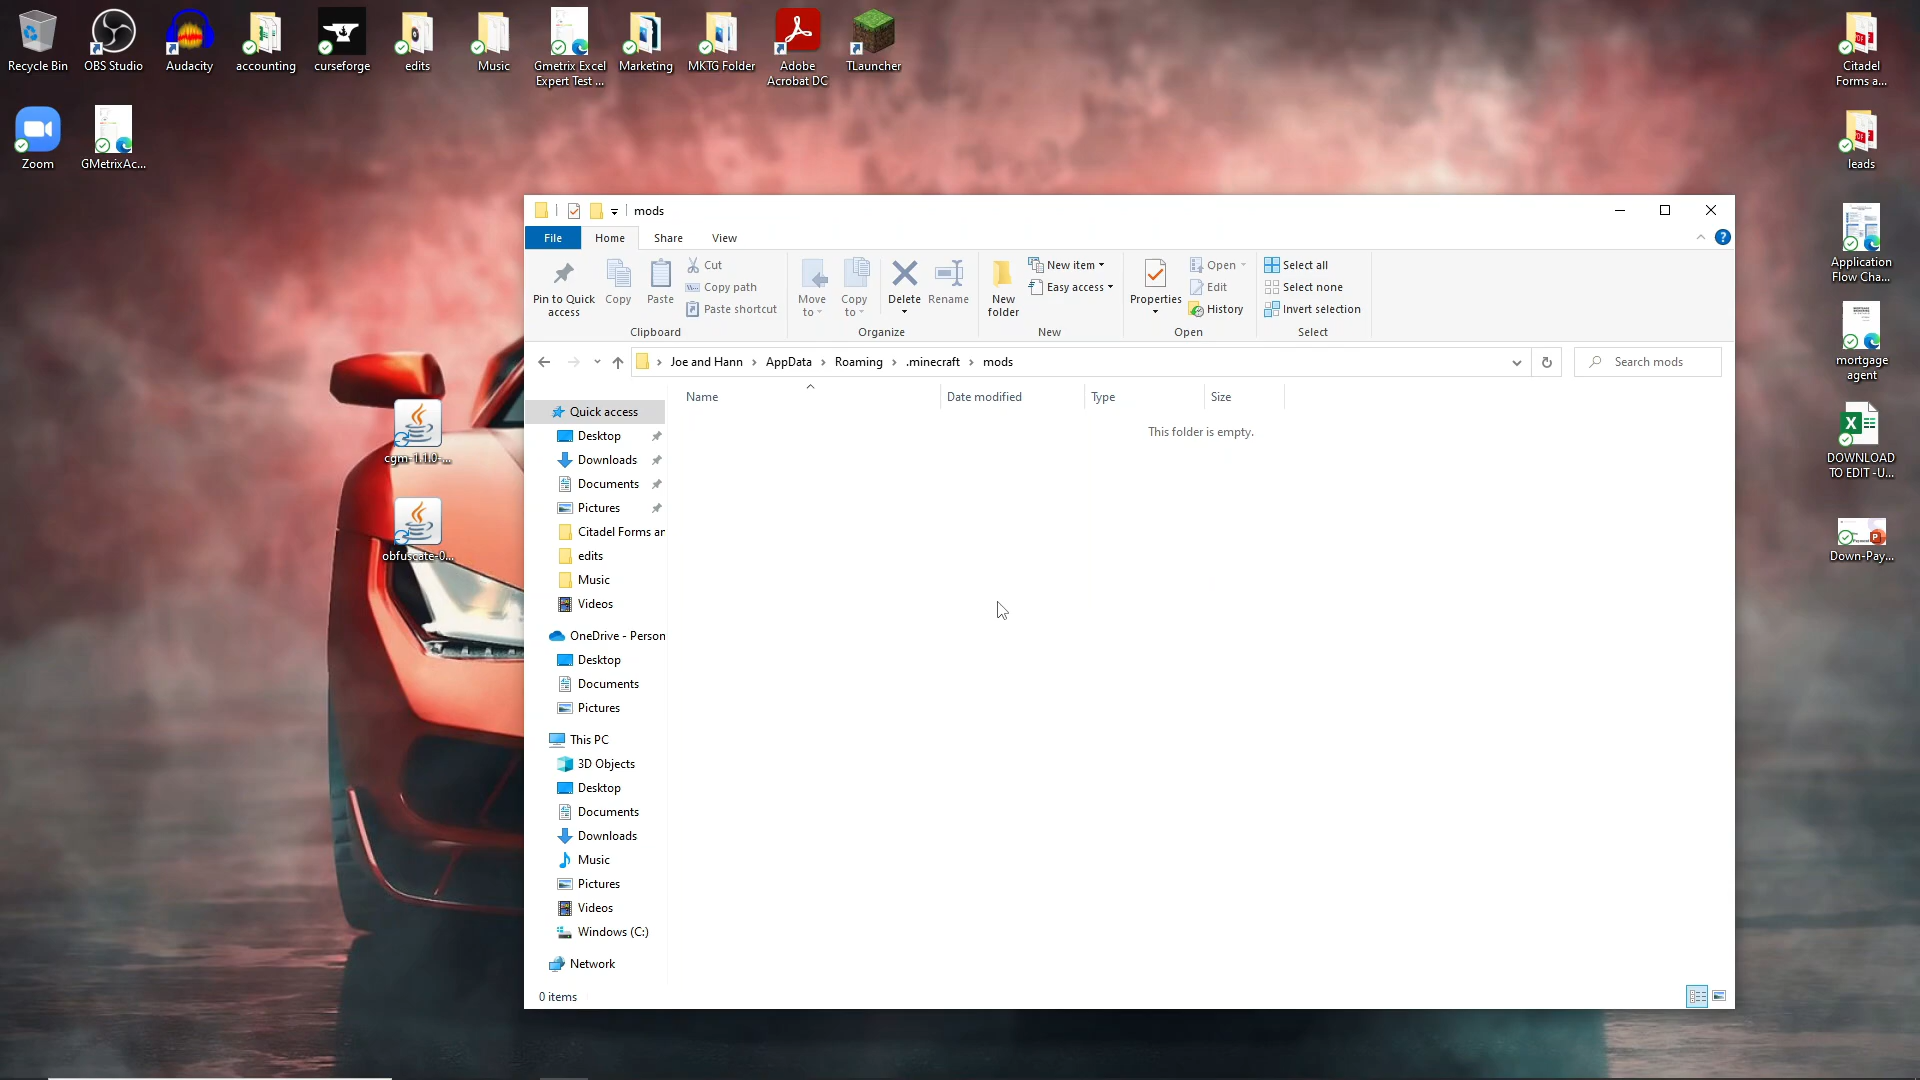 Recycle Bin
OBS Studio
Audacity
accounting
curseforge
edits
Music
Gmetrix Excel
Expert Test ...
Marketing
MKTG Folder
Adobe
Acrobat DC
TLauncher
Citadel
Forms a...
Zoom
GMetrixAc...
leads
Application
Flow Cha...
mortgage
agent
DOWNLOAD
TO EDIT -U...
Down-Pay...
cgm-1.1.0-...
obfuscate-0...
mods
File
Home
Share
View
Pin to Quick
access
Copy
Paste
Cut
Copy path
Paste shortcut
Clipboard
Move
to
Copy
to
Delete
Rename
Organize
New
folder
New item
Easy access
New
Properties
Open
Edit
History
Open
Select all
Select none
Invert selection
Select
Joe and Hann > AppData > Roaming > .minecraft > mods
Search mods
Name
Date modified
Type
Size
This folder is empty.
Quick access
Desktop
Downloads
Documents
Pictures
Citadel Forms ar
edits
Music
Videos
OneDrive - Person
Desktop
Documents
Pictures
This PC
3D Objects
Desktop
Documents
Downloads
Music
Pictures
Videos
Windows (C:)
Network
0 items